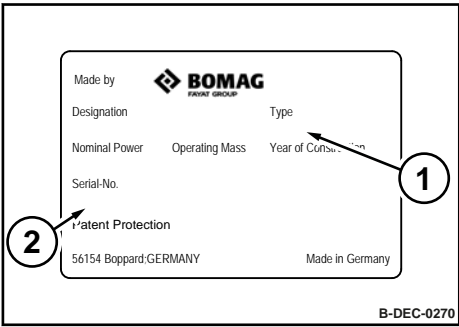 Made by BOMAG
FAYAT GROUP
Designation Type
Nominal Power Operating Mass Year of Construction
1
Serial-No.
Patent Protection
2
56154 Boppard;GERMANY Made in Germany
B-DEC-0270